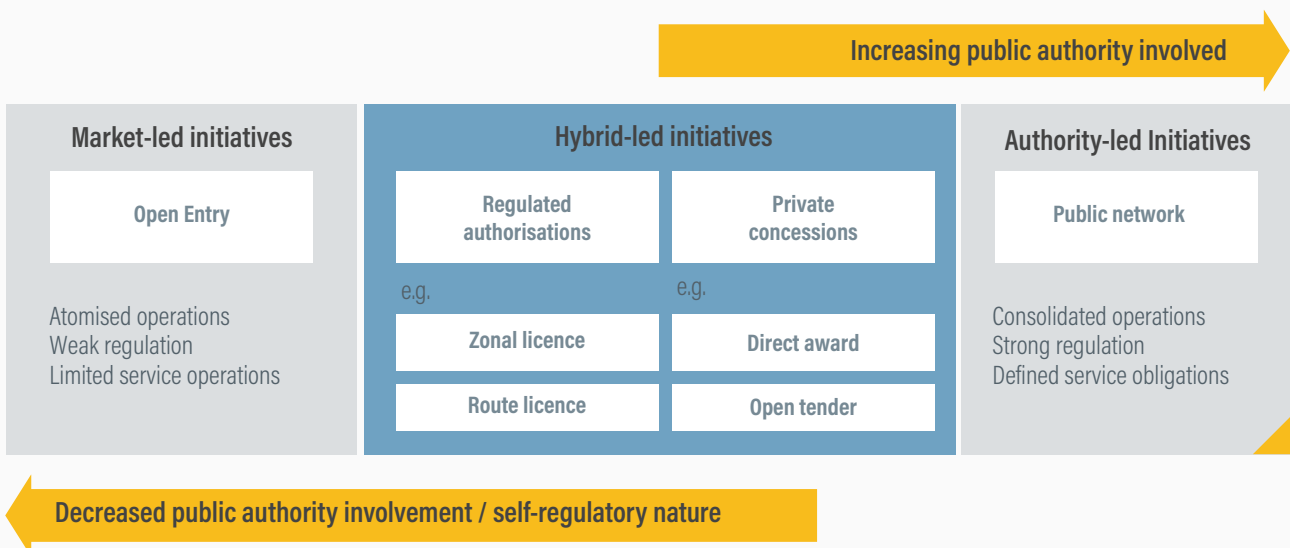 Increasing public authority involved
Market-led initiatives
Open Entry
Atomised operations
Weak regulation
Limited service operations
Hybrid-led initiatives
Regulated
authorisations
e.g.
Zonal licence
Route licence
Private
concessions
e.g.
Direct award
Open tender
Authority-led Initiatives
Public network
Consolidated operations
Strong regulation
Defined service obligations
Decreased public authority involvement / self-regulatory nature